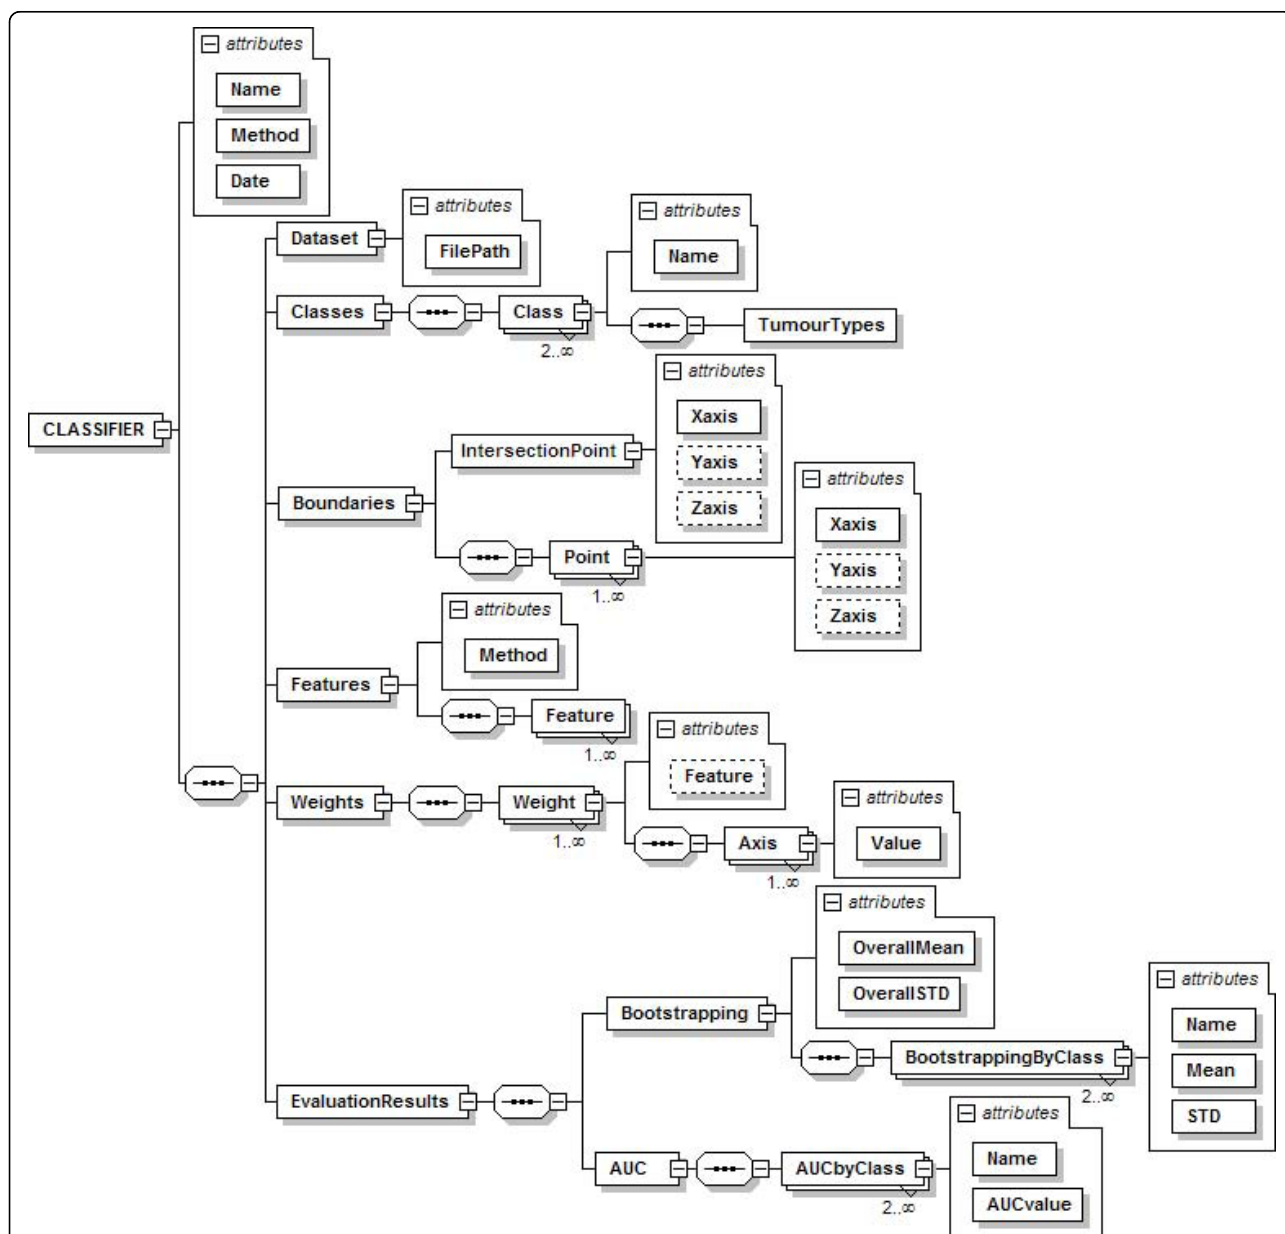 attributes
Name
Method
Date
Dataset
attributes
FilePath
Classes
Class
2..∞
attributes
Name
TumourTypes
CLASSIFIER
Boundaries
IntersectionPoint
attributes
Xaxis
Yaxis
Zaxis
Point
1..∞
attributes
Xaxis
Yaxis
Zaxis
Features
attributes
Method
Feature
1..∞
Weights
Weight
1..∞
attributes
Feature
Axis
1..∞
attributes
Value
EvaluationResults
Bootstrapping
attributes
OverallMean
OverallSTD
BootstrappingByClass
2..∞
attributes
Name
Mean
STD
AUC
AUCbyClass
2..∞
attributes
Name
AUCvalue